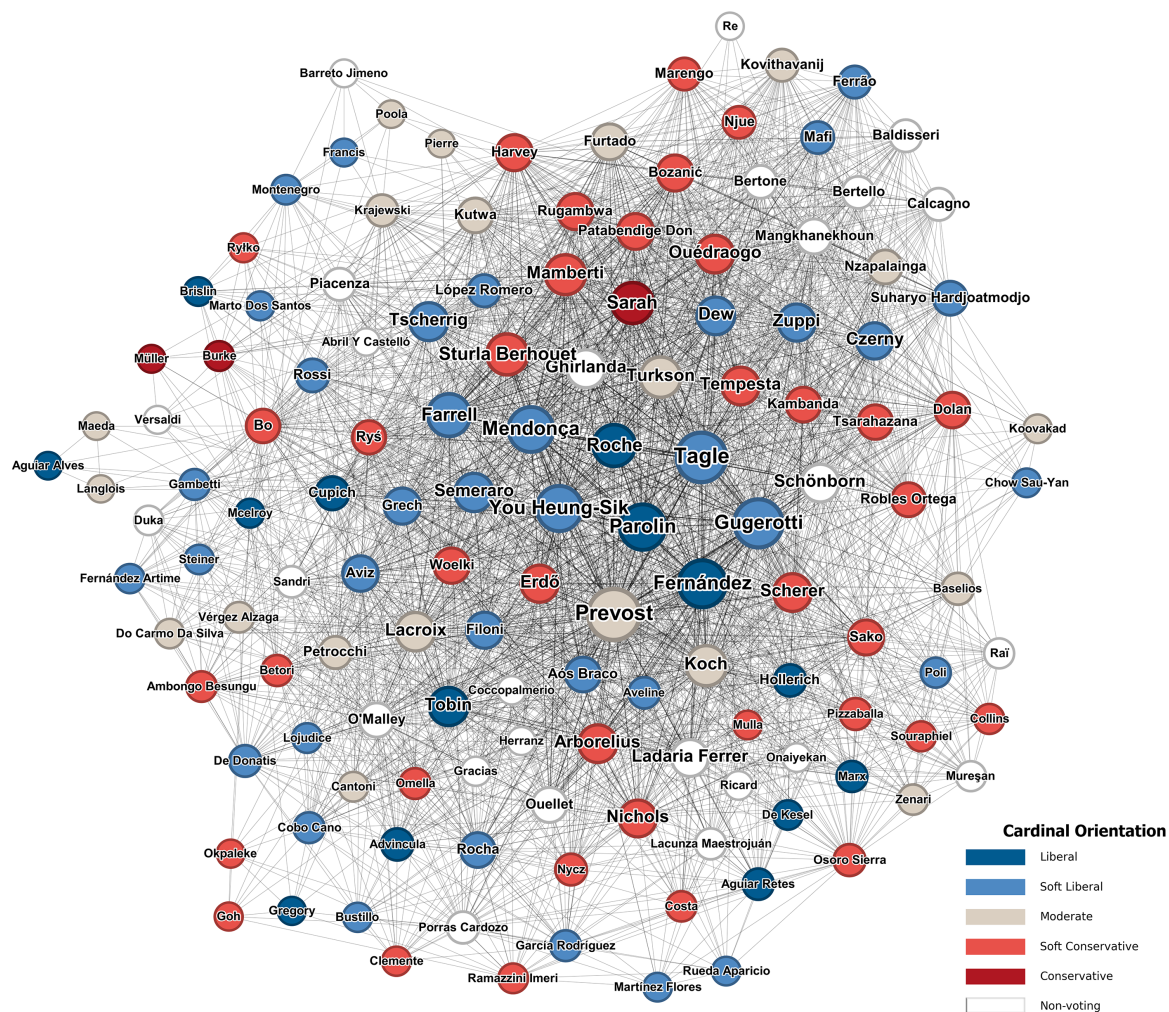 Re
Kovithavanij
Barreto Jimeno
Marengo
Ferrão
Poola
Njue
Mafi
Baldisseri
Pierre
Furtado
Francis
Harvey
Bozanić
Bertone
Bertello
Montenegro
Calcagno
Krajewski
Kutwa
Rugambwa
Patabendige Don
Mangkhanekhoun
Ryłko
Ouédraogo
Nzapalainga
Mamberti
Piacenza
López Romero
Brislin
Suharyo Hardjoatmodjo
Sarah
Marto Dos Santos
Tscherrig
Dew
Zuppi
Czerny
Abril Y Castelló
Müller
Burke
Sturla Berhouet
Ghirlanda
Rossi
Turkson
Tempesta
Kambanda
Dolan
Versaldi
Farrell
Tsarahazana
Maeda
Bo
Ryś
Mendonça
Koovakad
Roche
Tagle
Aguiar Alves
Schönborn
Gambetti
Chow Sau-Yan
Langlois
Cupich
Semeraro
Grech
You Heung-Sik
Robles Ortega
Mcelroy
Duka
Parolin
Gugerotti
Steiner
Woelki
Fernández Artime
Sandri
Aviz
Erdő
Fernández
Scherer
Baselios
Prevost
Vérgez Alzaga
Do Carmo Da Silva
Lacroix
Filoni
Sako
Petrocchi
Raï
Koch
Betori
Ambongo Besungu
Aós Braco
Hollerich
Poli
Coccopalmerio
Aveline
Tobin
O'Malley
Pizzaballa
Collins
Mulla
Lojudice
Herranz
Arborelius
Souraphiel
De Donatis
Ladaria Ferrer
Onaiyekan
Gracias
Marx
Mureşan
Omella
Cantoni
Ricard
Ouellet
Zenari
De Kesel
Nichols
Cobo Cano
Advincula
Rocha
Lacunza Maestrojuán
Okpaleke
Osoro Sierra
Nycz
Aguiar Retes
Costa
Goh
Gregory
Bustillo
Porras Cardozo
García Rodríguez
Clemente
Ramazzini Imeri
Rueda Aparicio
Martínez Flores
Cardinal Orientation
Liberal
Soft Liberal
Moderate
Soft Conservative
Conservative
Non-voting